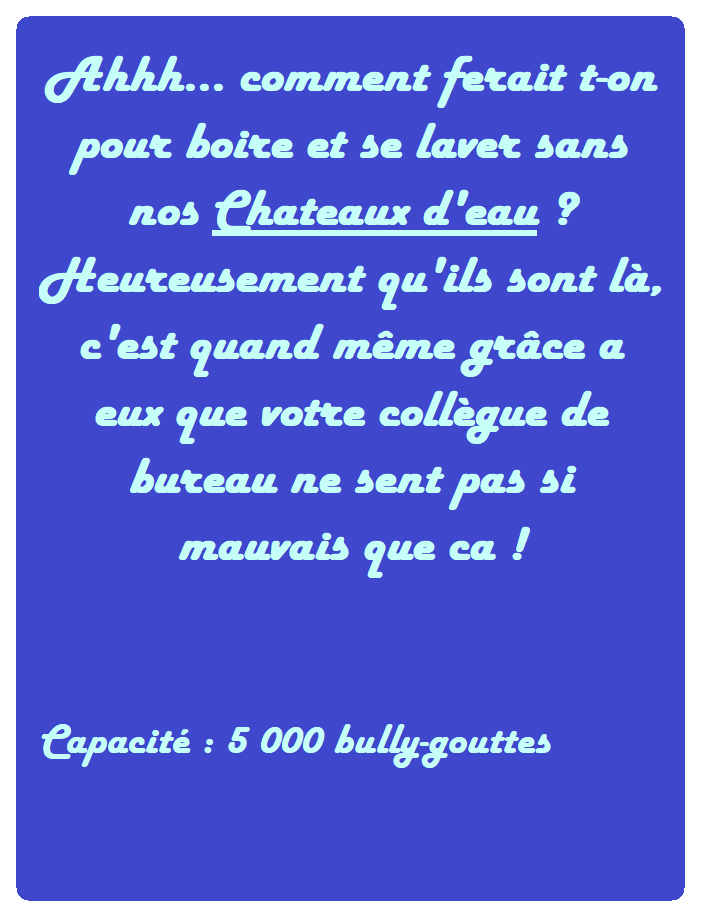 Ahhh... comment ferait t-on
pour boire et se laver sans
nos Chateaux d'eau ?
Heureusement qu'ils sont là,
c'est quand même grâce a
eux que votre collègue de
bureau ne sent pas si
mauvais que ca !
Capacité : 5 000 bully-gouttes